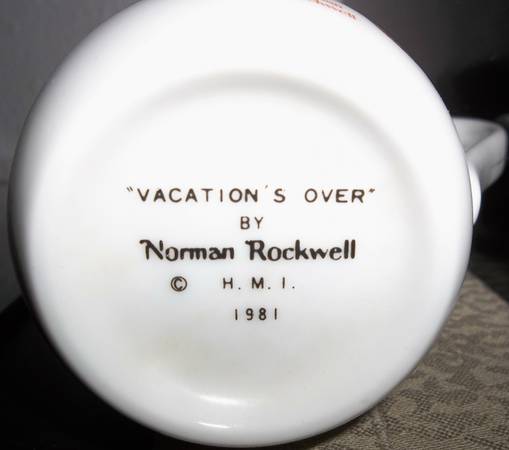 "VACATION'S OVER"
BY
Norman Rockwell
© H. M. I.
1981